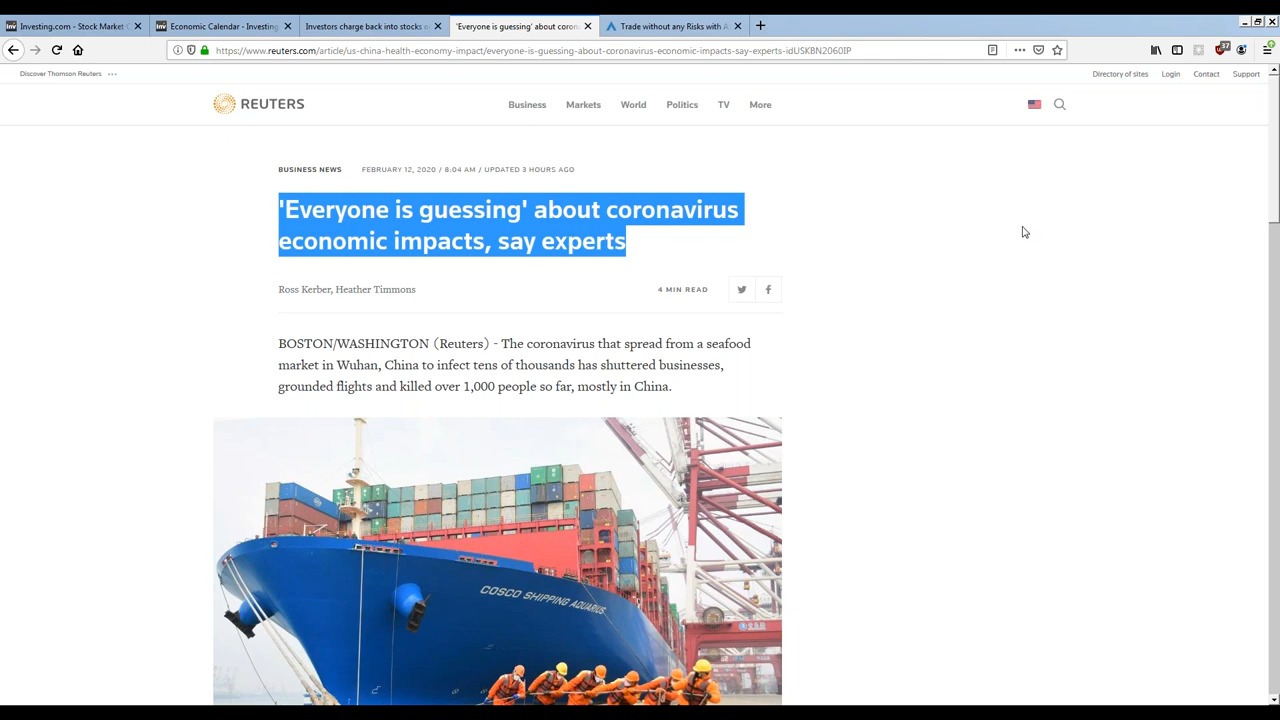 Investing.com - Stock Market
Economic Calendar - Investing
Investors charge back into stocks o
'Everyone is guessing' about coron
Trade without any Risks with A
https://www.reuters.com/article/us-china-health-economy-impact/everyone-is-guessing-about-coronavirus-economic-impacts-say-experts-idUSKBN2060IP
37
Discover Thomson Reuters
Directory of sites Login Contact Support
REUTERS
Business Markets World Politics TV More
BUSINESS NEWS FEBRUARY 12, 2020 / 8:04 AM / UPDATED 3 HOURS AGO
'Everyone is guessing' about coronavirus
economic impacts, say experts
Ross Kerber, Heather Timmons
4 MIN READ
BOSTON/WASHINGTON (Reuters) - The coronavirus that spread from a seafood
market in Wuhan, China to infect tens of thousands has shuttered businesses,
grounded flights and killed over 1,000 people so far, mostly in China.
COSCO SHIPPING AQUARIUS